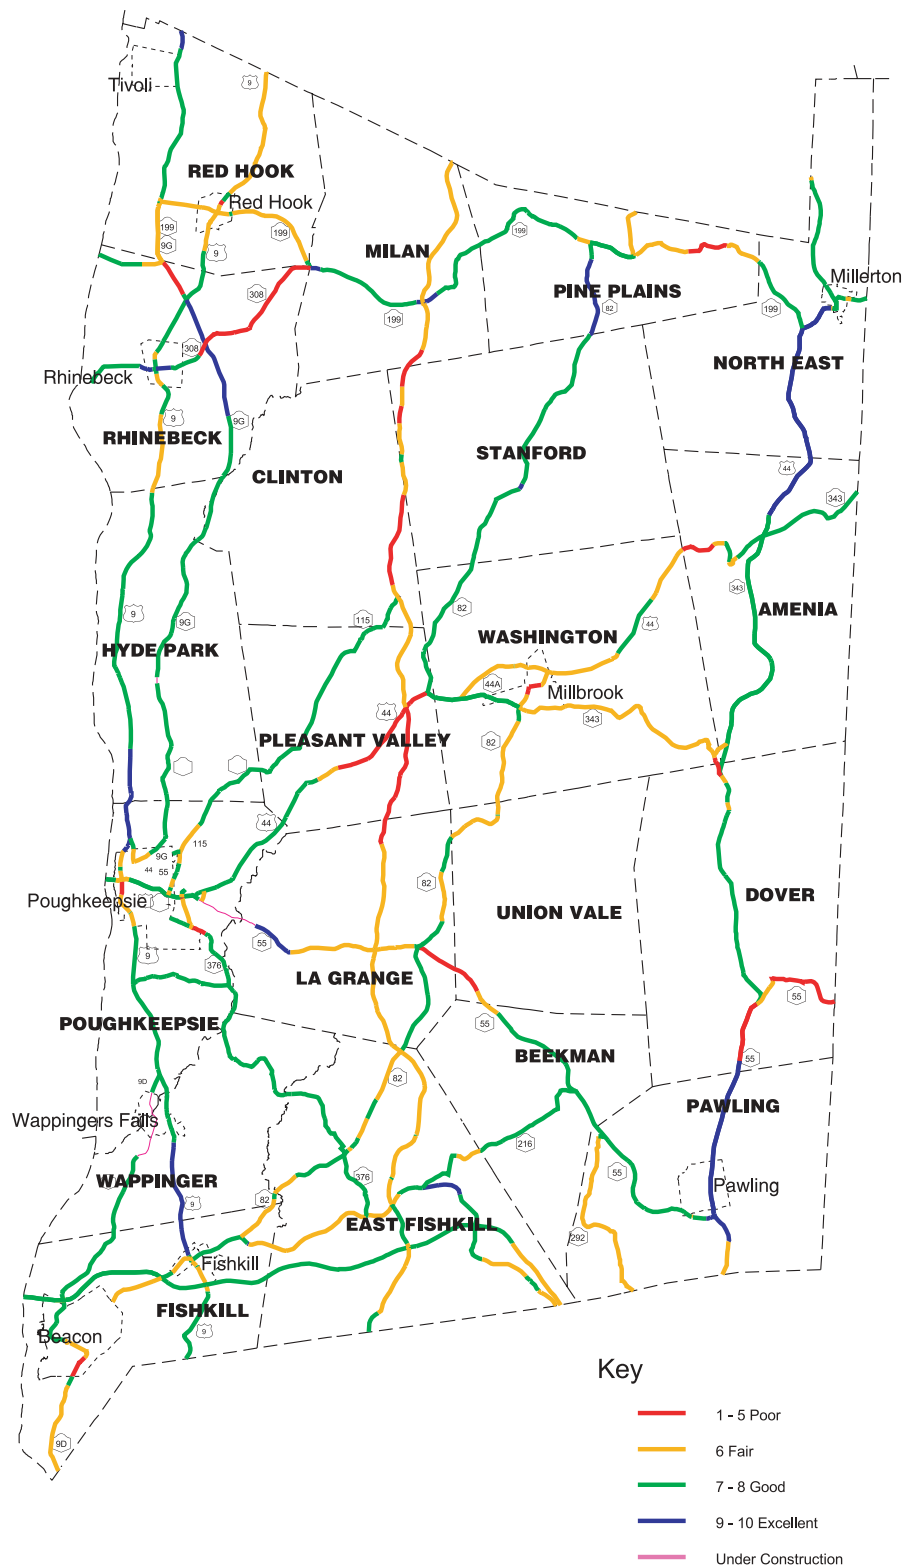 9
Tivoli
RED HOOK
Red Hook
199
9G
199
9
199
MILAN
Millerton
308
PINE PLAINS
199
82
199
308
NORTH EAST
Rhinebeck
9
9G
RHINEBECK
STANFORD
44
CLINTON
343
343
9
82
AMENIA
115
9G
44
WASHINGTON
HYDE PARK
44A
Millbrook
44
343
PLEASANT VALLEY
82
44
115
9G
44
55
82
DOVER
Poughkeepsie
UNION VALE
55
9
376
LA GRANGE
55
POUGHKEEPSIE
55
BEEKMAN
55
9D
82
PAWLING
Wappingers Falls
216
WAPPINGER
376
55
Pawling
82
9
EAST FISHKILL
292
Fishkill
FISHKILL
9
Beacon
Key
9D
1 - 5 Poor
6 Fair
7 - 8 Good
9 - 10 Excellent
Under Construction